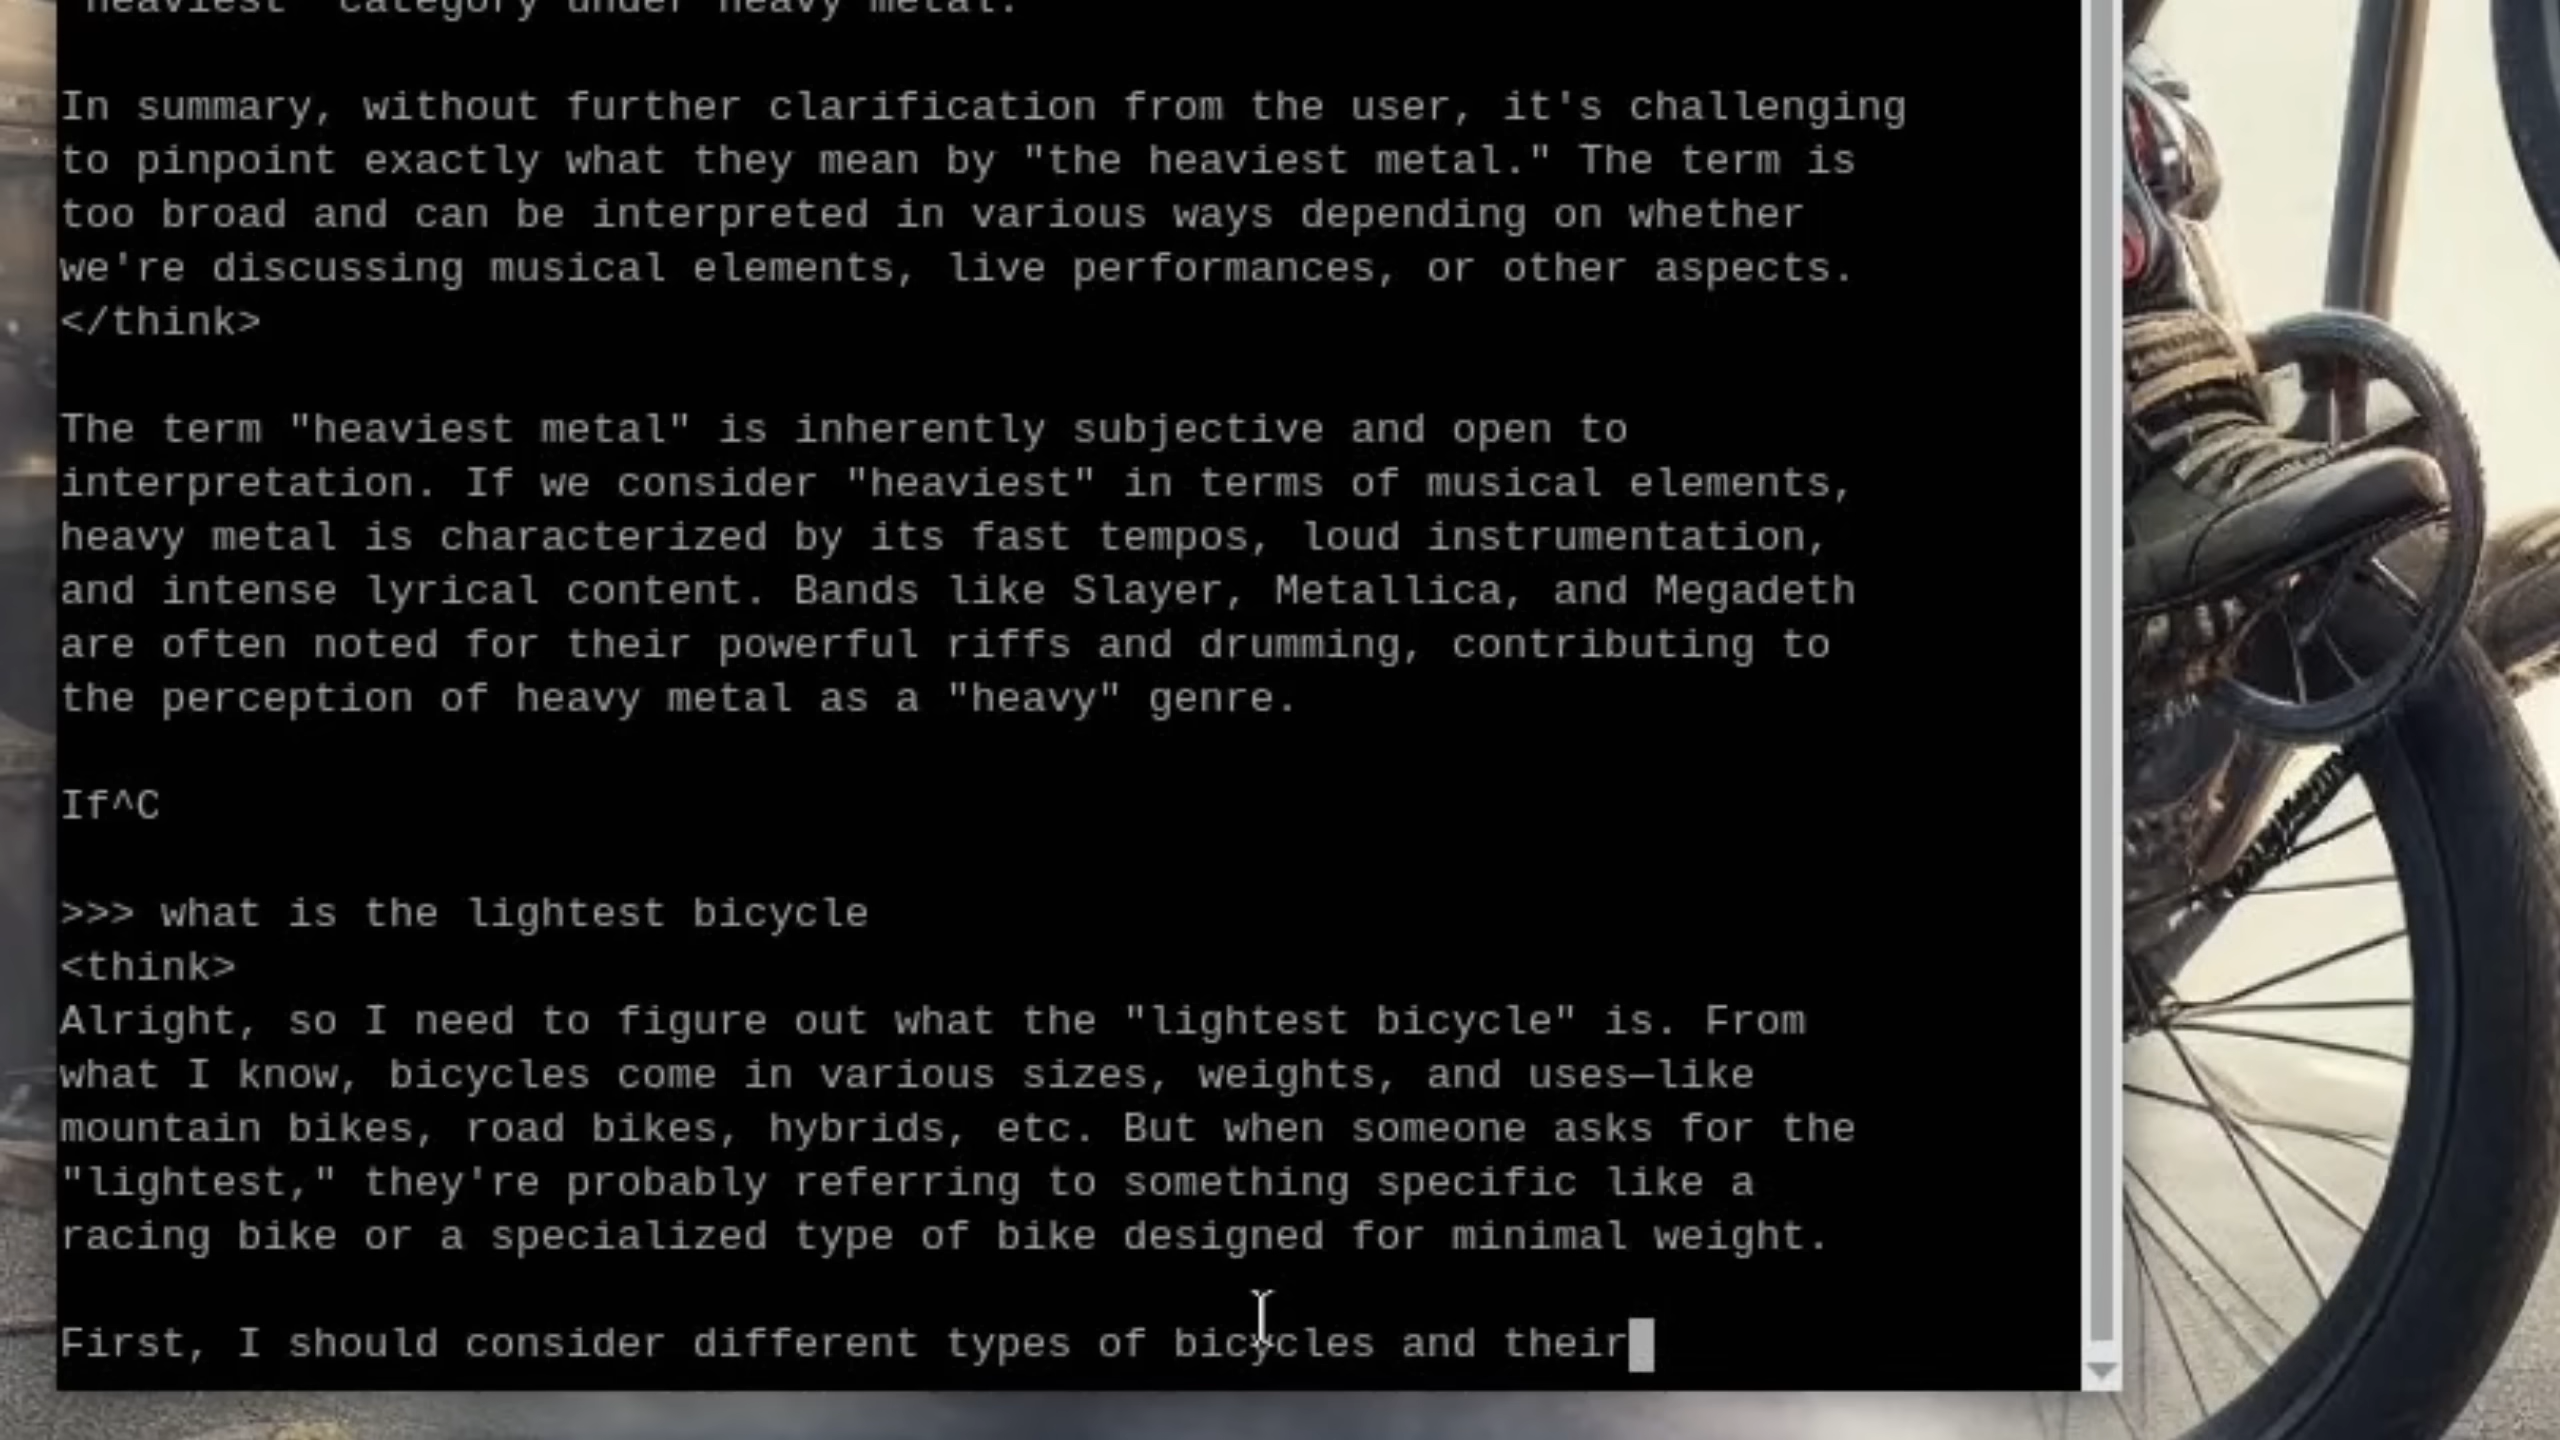 heaviest" category under heavy metal.
In summary, without further clarification from the user, it's challenging
to pinpoint exactly what they mean by "the heaviest metal." The term is
too broad and can be interpreted in various ways depending on whether
we're discussing musical elements, live performances, or other aspects.
</think>
The term "heaviest metal" is inherently subjective and open to
interpretation. If we consider "heaviest" in terms of musical elements,
heavy metal is characterized by its fast tempos, loud instrumentation,
and intense lyrical content. Bands like Slayer, Metallica, and Megadeth
are often noted for their powerful riffs and drumming, contributing to
the perception of heavy metal as a "heavy" genre.
If^C
>>> what is the lightest bicycle
<think>
Alright, so I need to figure out what the "lightest bicycle" is. From
what I know, bicycles come in various sizes, weights, and uses—like
mountain bikes, road bikes, hybrids, etc. But when someone asks for the
"lightest," they're probably referring to something specific like a
racing bike or a specialized type of bike designed for minimal weight.
First, I should consider different types of bicycles and their